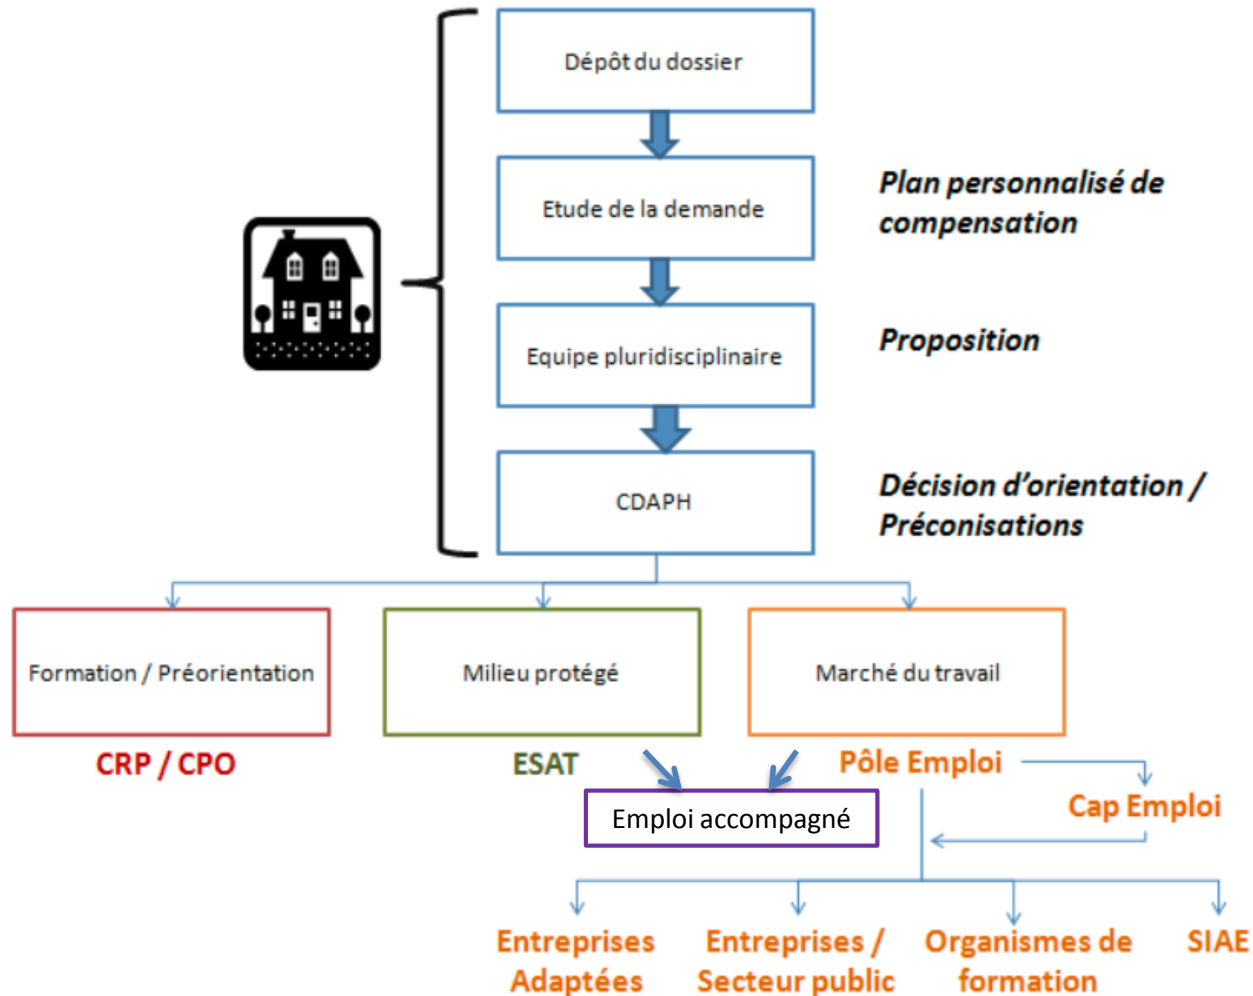 Dépôt du dossier
Etude de la demande
Plan personnalisé de
compensation
Equipe pluridisciplinaire
Proposition
CDAPH
Décision d'orientation /
Préconisations
Formation / Préorientation
Milieu protégé
Marché du travail
CRP / CPO
ESAT
Pôle Emploi
Emploi accompagné
Cap Emploi
Entreprises
Adaptées
Entreprises /
Secteur public
Organismes de
formation
SIAE